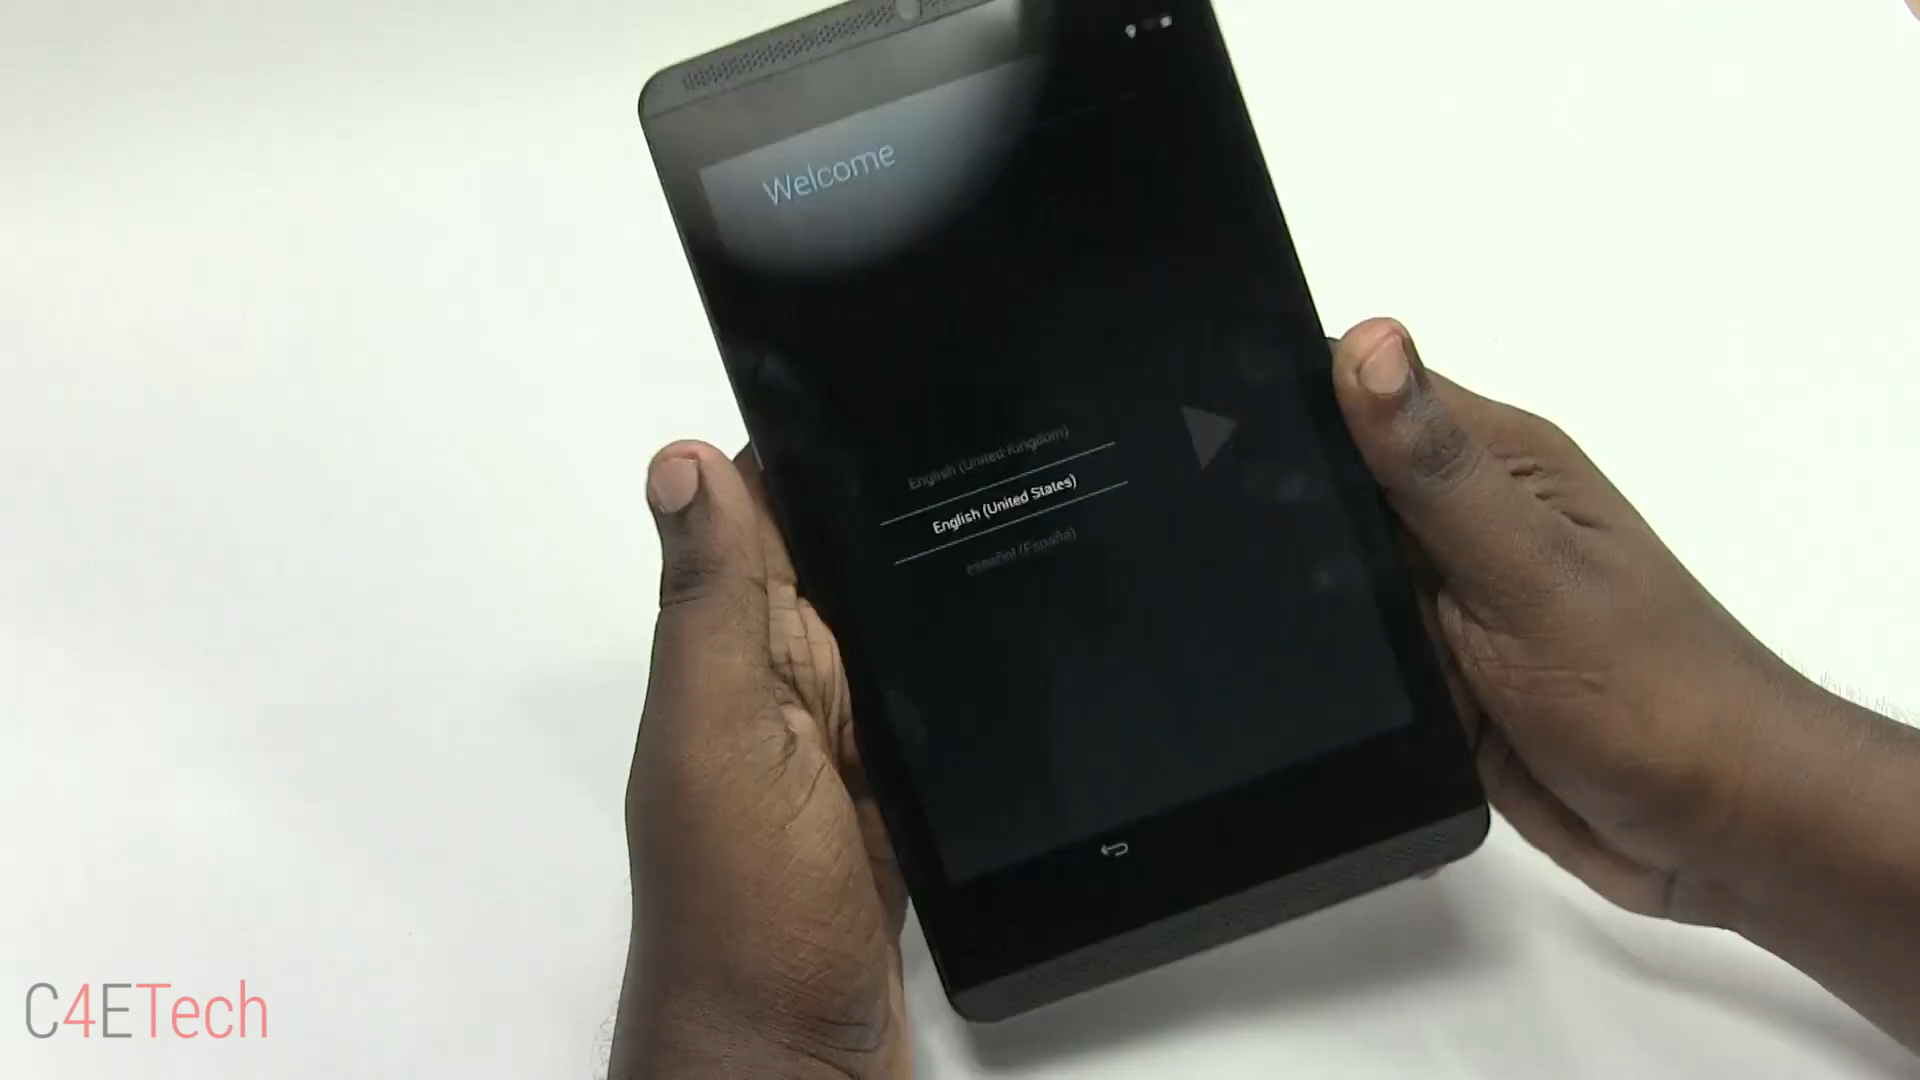 Welcome
English (United Kingdom)
English (United States)
español (España)
C4ETech